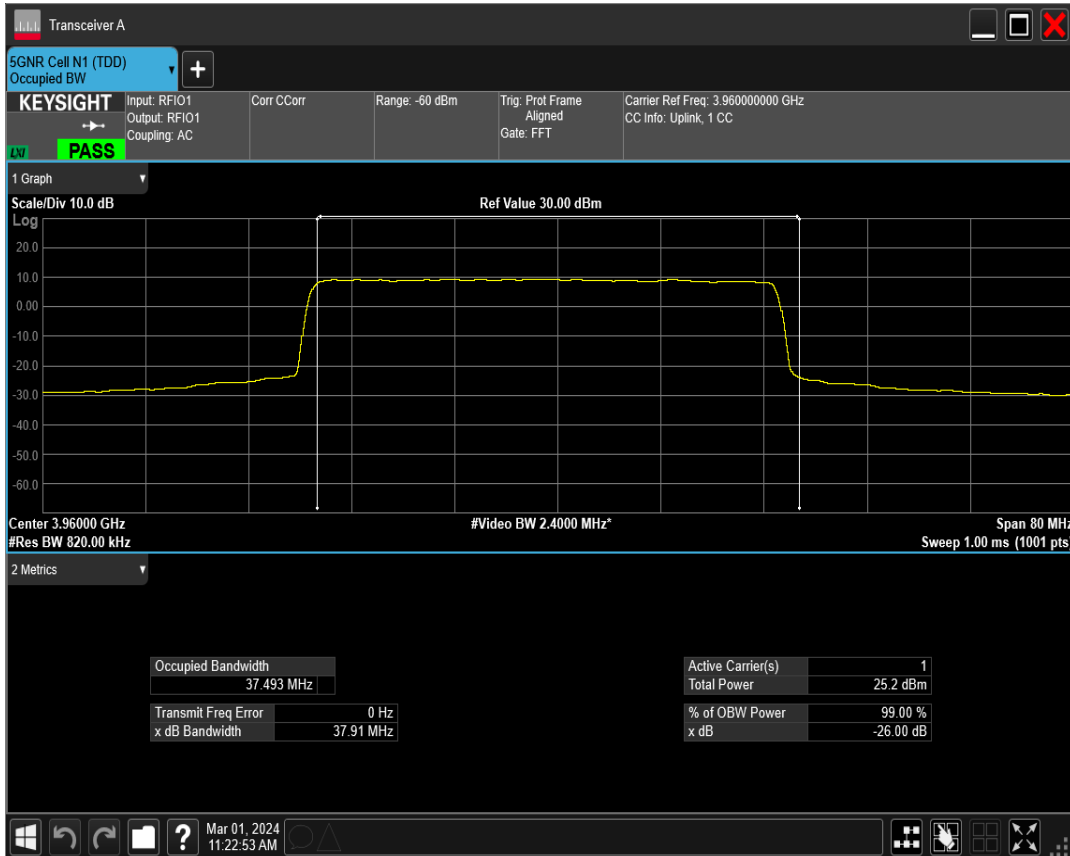 Transceiver A
5GNR Cell N1 (TDD)
Occupied BW
+
KEYSIGHT
LXI
PASS
Input: RFIO1
Output: RFIO1
Coupling: AC
Corr CCorr
Range: -60 dBm
Trig: Prot Frame
Aligned
Gate: FFT
Carrier Ref Freq: 3.960000000 GHz
CC Info: Uplink, 1 CC
1 Graph
Scale/Div 10.0 dB
Ref Value 30.00 dBm
Log
20.0
10.0
0.00
-10.0
-20.0
-30.0
-40.0
-50.0
-60.0
Center 3.96000 GHz
#Video BW 2.4000 MHz*
Span 80 MHz
#Res BW 820.00 kHz
Sweep 1.00 ms (1001 pts)
2 Metrics
Occupied Bandwidth
37.493 MHz
Transmit Freq Error 0 Hz
x dB Bandwidth 37.91 MHz
Active Carrier(s) 1
Total Power 25.2 dBm
% of OBW Power 99.00 %
x dB -26.00 dB
?
Mar 01, 2024
11:22:53 AM